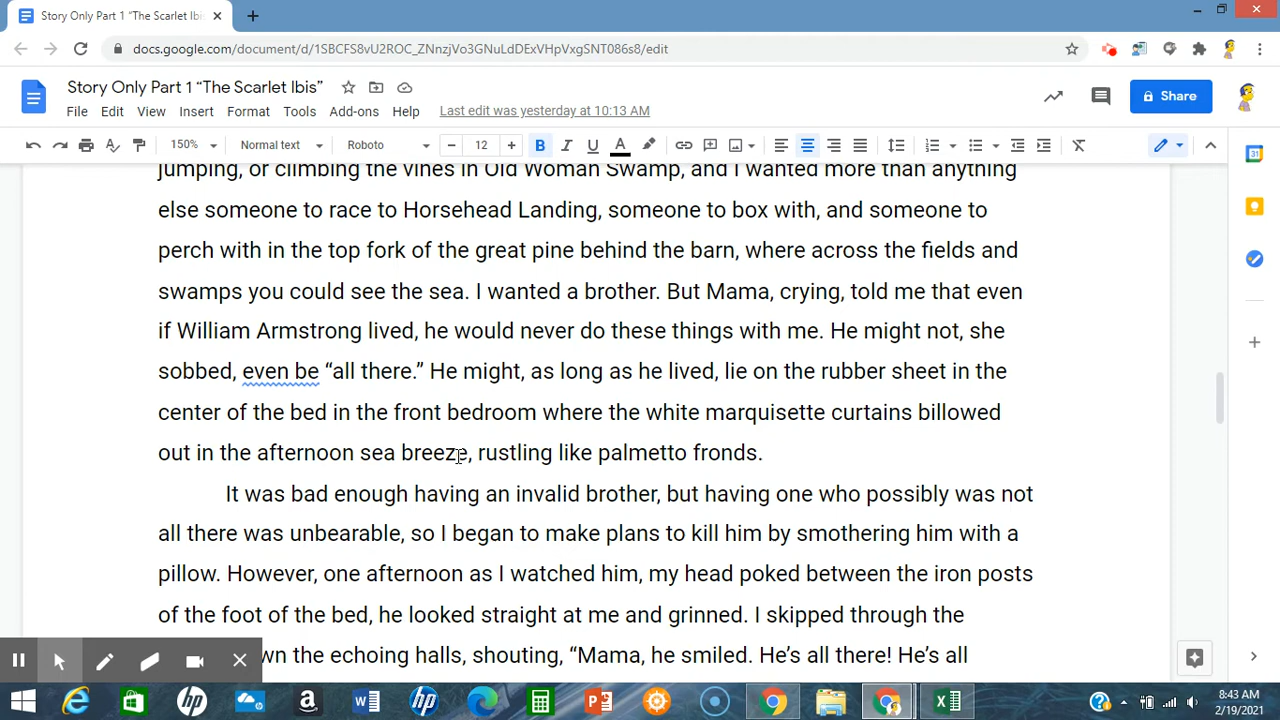 Story Only Part 1 “The Scarlet Ibi
docs.google.com/document/d/1SBCFS8vU2ROC_ZNnzjVo3GNuLdDExVHpVxgSNT086s8/edit
Story Only Part 1 “The Scarlet Ibis”
File Edit View Insert Format Tools Add-ons Help Last edit was yesterday at 10:13 AM
Share
150% Normal text Roboto 12 B I U A
31
jumping, or climbing the vines in Old Woman Swamp, and I wanted more than anything
else someone to race to Horsehead Landing, someone to box with, and someone to
perch with in the top fork of the great pine behind the barn, where across the fields and
swamps you could see the sea. I wanted a brother. But Mama, crying, told me that even
if William Armstrong lived, he would never do these things with me. He might not, she
sobbed, even be “all there.” He might, as long as he lived, lie on the rubber sheet in the
center of the bed in the front bedroom where the white marquisette curtains billowed
out in the afternoon sea breeze, rustling like palmetto fronds.
It was bad enough having an invalid brother, but having one who possibly was not
all there was unbearable, so I began to make plans to kill him by smothering him with a
pillow. However, one afternoon as I watched him, my head poked between the iron posts
of the foot of the bed, he looked straight at me and grinned. I skipped through the
wn the echoing halls, shouting, “Mama, he smiled. He’s all there! He’s all
8:43 AM
2/19/2021